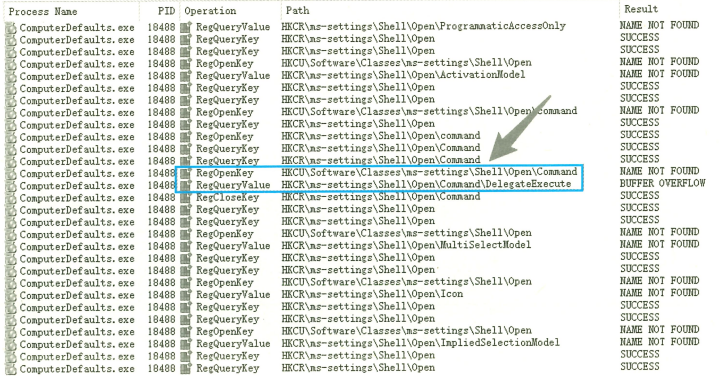 Process Name PID Operation Path Result
ComputerDefaults.exe 18488 RegQueryValue HKCR\ms-settings\Shell\Open\ProgrammaticAccessOnly NAME NOT FOUND
ComputerDefaults.exe 18488 RegQueryKey HKCR\ms-settings\Shell\Open SUCCESS
ComputerDefaults.exe 18488 RegQueryKey HKCR\ms-settings\Shell\Open SUCCESS
ComputerDefaults.exe 18488 RegOpenKey HKCU\Software\Classes\ms-settings\Shell\Open NAME NOT FOUND
ComputerDefaults.exe 18488 RegQueryValue HKCR\ms-settings\Shell\Open\ActivationModel NAME NOT FOUND
ComputerDefaults.exe 18488 RegQueryKey HKCR\ms-settings\Shell\Open SUCCESS
ComputerDefaults.exe 18488 RegQueryKey HKCR\ms-settings\Shell\Open SUCCESS
ComputerDefaults.exe 18488 RegOpenKey HKCU\Software\Classes\ms-settings\Shell\Open\command NAME NOT FOUND
ComputerDefaults.exe 18488 RegQueryKey HKCR\ms-settings\Shell\Open SUCCESS
ComputerDefaults.exe 18488 RegOpenKey HKCR\ms-settings\Shell\Open\command SUCCESS
ComputerDefaults.exe 18488 RegQueryKey HKCR\ms-settings\Shell\Open\Command SUCCESS
ComputerDefaults.exe 18488 RegQueryKey HKCR\ms-settings\Shell\Open\Command SUCCESS
ComputerDefaults.exe 18488 RegOpenKey HKCU\Software\Classes\ms-settings\Shell\Open\Command NAME NOT FOUND
ComputerDefaults.exe 18488 RegQueryValue HKCR\ms-settings\Shell\Open\Command\DelegateExecute BUFFER OVERFLOW
ComputerDefaults.exe 18488 RegCloseKey HKCR\ms-settings\Shell\Open\Command SUCCESS
ComputerDefaults.exe 18488 RegQueryKey HKCR\ms-settings\Shell\Open SUCCESS
ComputerDefaults.exe 18488 RegQueryKey HKCR\ms-settings\Shell\Open SUCCESS
ComputerDefaults.exe 18488 RegOpenKey HKCU\Software\Classes\ms-settings\Shell\Open NAME NOT FOUND
ComputerDefaults.exe 18488 RegQueryValue HKCR\ms-settings\Shell\Open\MultiSelectModel NAME NOT FOUND
ComputerDefaults.exe 18488 RegQueryKey HKCR\ms-settings\Shell\Open SUCCESS
ComputerDefaults.exe 18488 RegQueryKey HKCR\ms-settings\Shell\Open SUCCESS
ComputerDefaults.exe 18488 RegOpenKey HKCU\Software\Classes\ms-settings\Shell\Open NAME NOT FOUND
ComputerDefaults.exe 18488 RegQueryValue HKCR\ms-settings\Shell\Open\Icon NAME NOT FOUND
ComputerDefaults.exe 18488 RegQueryKey HKCR\ms-settings\Shell\Open SUCCESS
ComputerDefaults.exe 18488 RegQueryKey HKCR\ms-settings\Shell\Open SUCCESS
ComputerDefaults.exe 18488 RegOpenKey HKCU\Software\Classes\ms-settings\Shell\Open NAME NOT FOUND
ComputerDefaults.exe 18488 RegQueryValue HKCR\ms-settings\Shell\Open\ImpliedSelectionModel NAME NOT FOUND
ComputerDefaults.exe 18488 RegQueryKey HKCR\ms-settings\Shell\Open SUCCESS
ComputerDefaults.exe 18488 RegQueryKey HKCR\ms-settings\Shell\Open SUCCESS